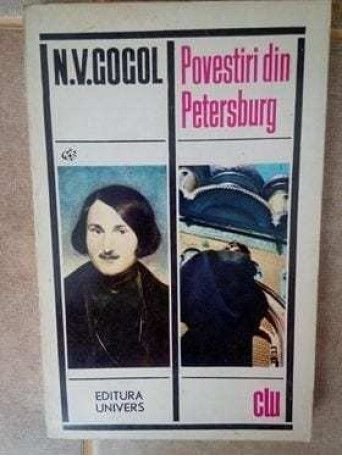 N.V.GOGOL
Povestiri din
Petersburg
EDITURA
UNIVERS
clu